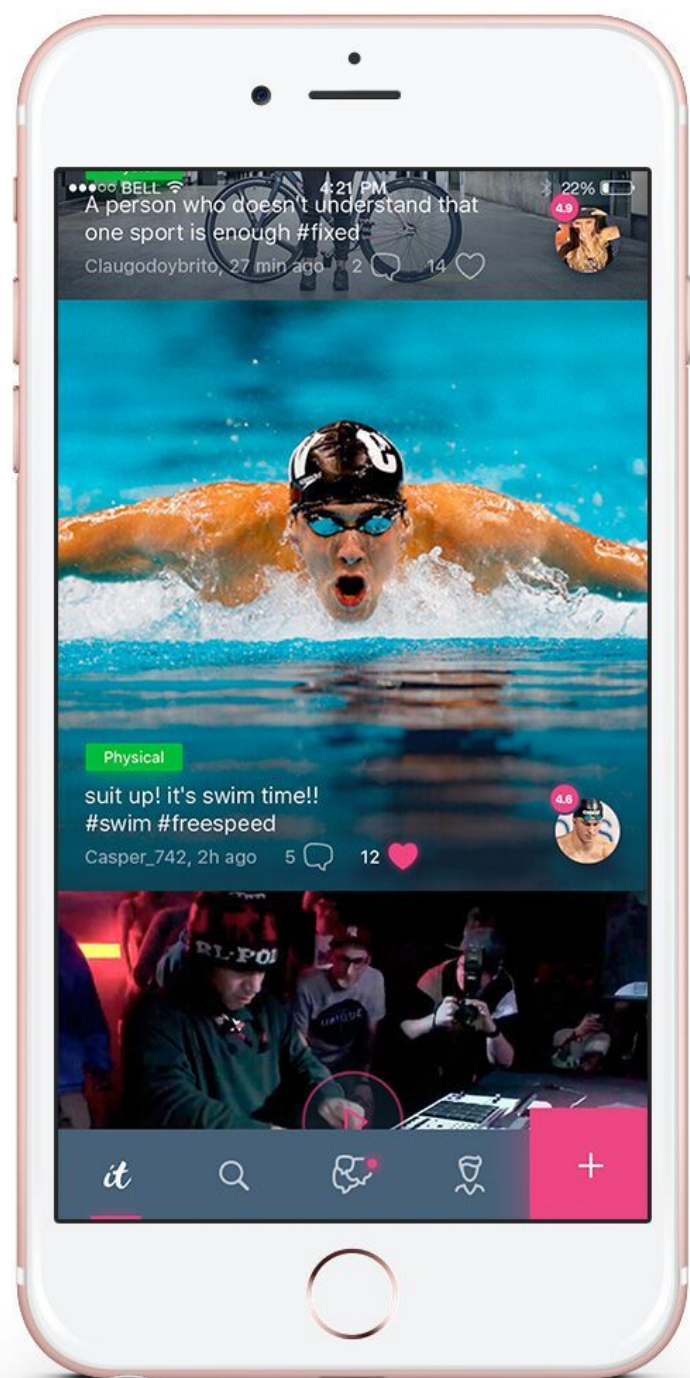 BELL 4:21 PM 22%
A person who doesn't understand that
one sport is enough #fixed
4.9
Claugodoybrito, 27 min ago 2 14
Physical
suit up! it's swim time!!
#swim #freespeed
4.6
Casper_742, 2h ago 5 12
UNIQUE
it
+